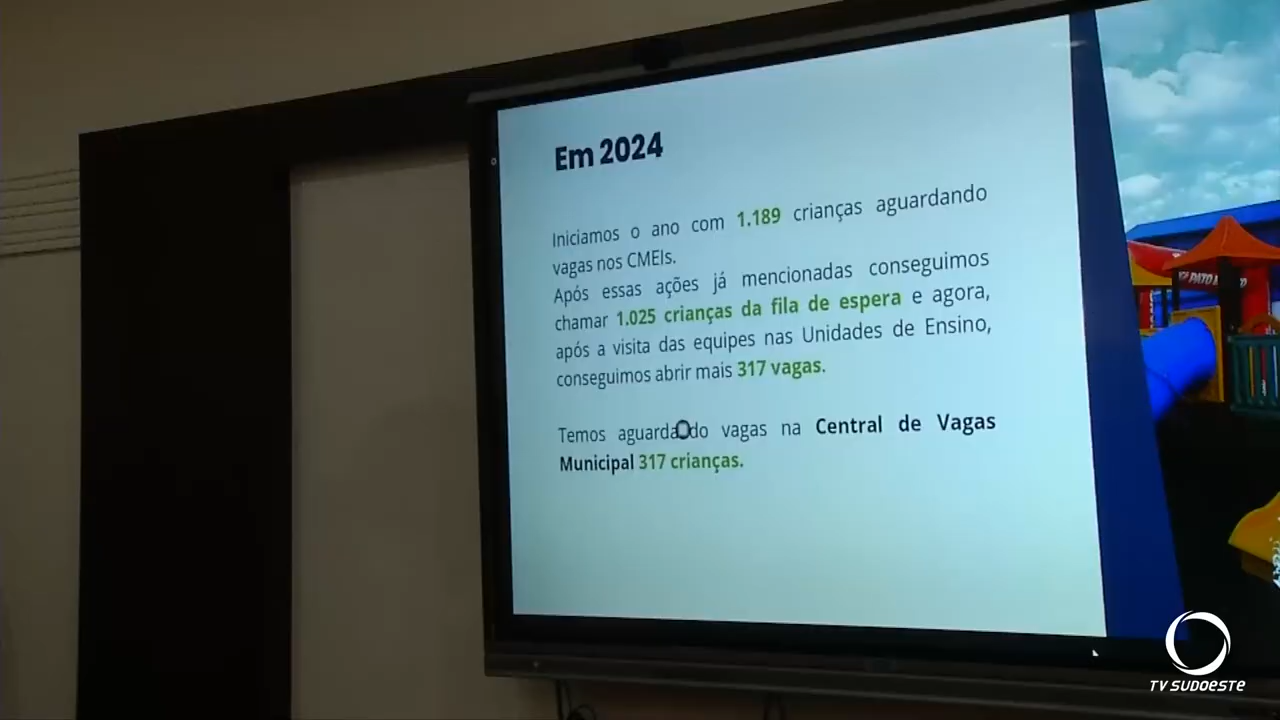 Em 2024
Iniciamos o ano com 1.189 crianças aguardando
vagas nos CMEIs.
Após essas ações já mencionadas conseguimos
chamar 1.025 crianças da fila de espera e agora,
após a visita das equipes nas Unidades de Ensino,
conseguimos abrir mais 317 vagas.
Temos aguardando vagas na Central de Vagas
Municipal 317 crianças.
TV SUDOESTE